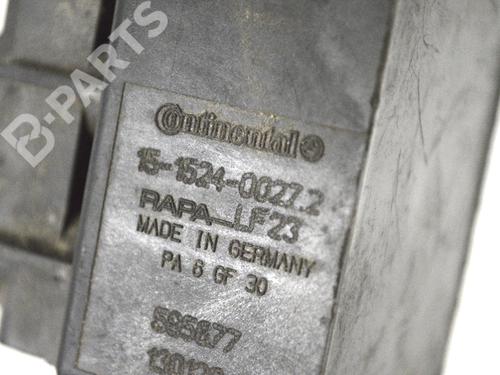 B-PARTS
Continental
15-1524-0027.2
RAPA_LF23
MADE IN GERMANY
PA 6 GF 30
595877